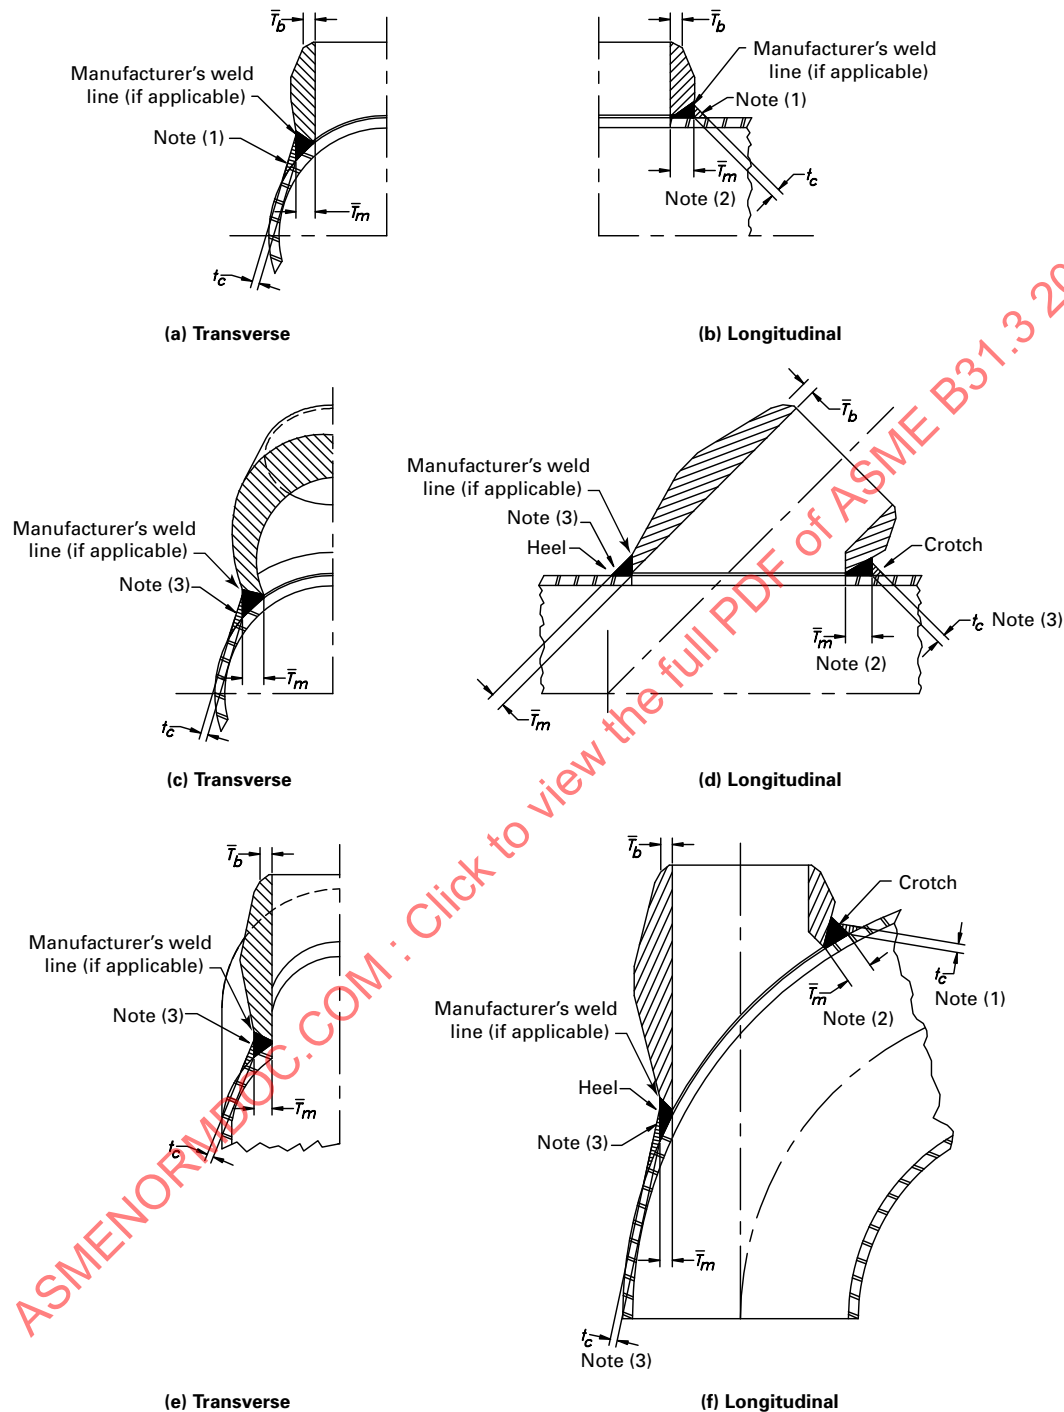 T̅b
Manufacturer's weld
line (if applicable)
Note (1)
T̅m
tc
(a) Transverse
T̅b
Manufacturer's weld
line (if applicable)
Note (1)
T̅m
Note (2)
tc
(b) Longitudinal
Manufacturer's weld
line (if applicable)
Note (3)
T̅m
tc
(c) Transverse
T̅b
Manufacturer's weld
line (if applicable)
Note (3)
Heel
Crotch
T̅m
Note (2)
tc Note (3)
T̅m
(d) Longitudinal
T̅b
Manufacturer's weld
line (if applicable)
Note (3)
T̅m
tc
(e) Transverse
T̅b
Crotch
tc
Note (1)
T̅m
Note (2)
Manufacturer's weld
line (if applicable)
Heel
Note (3)
T̅m
tc
Note (3)
(f) Longitudinal
ASMENORMDOC.COM : Click to view the full PDF of ASME B31.3 20